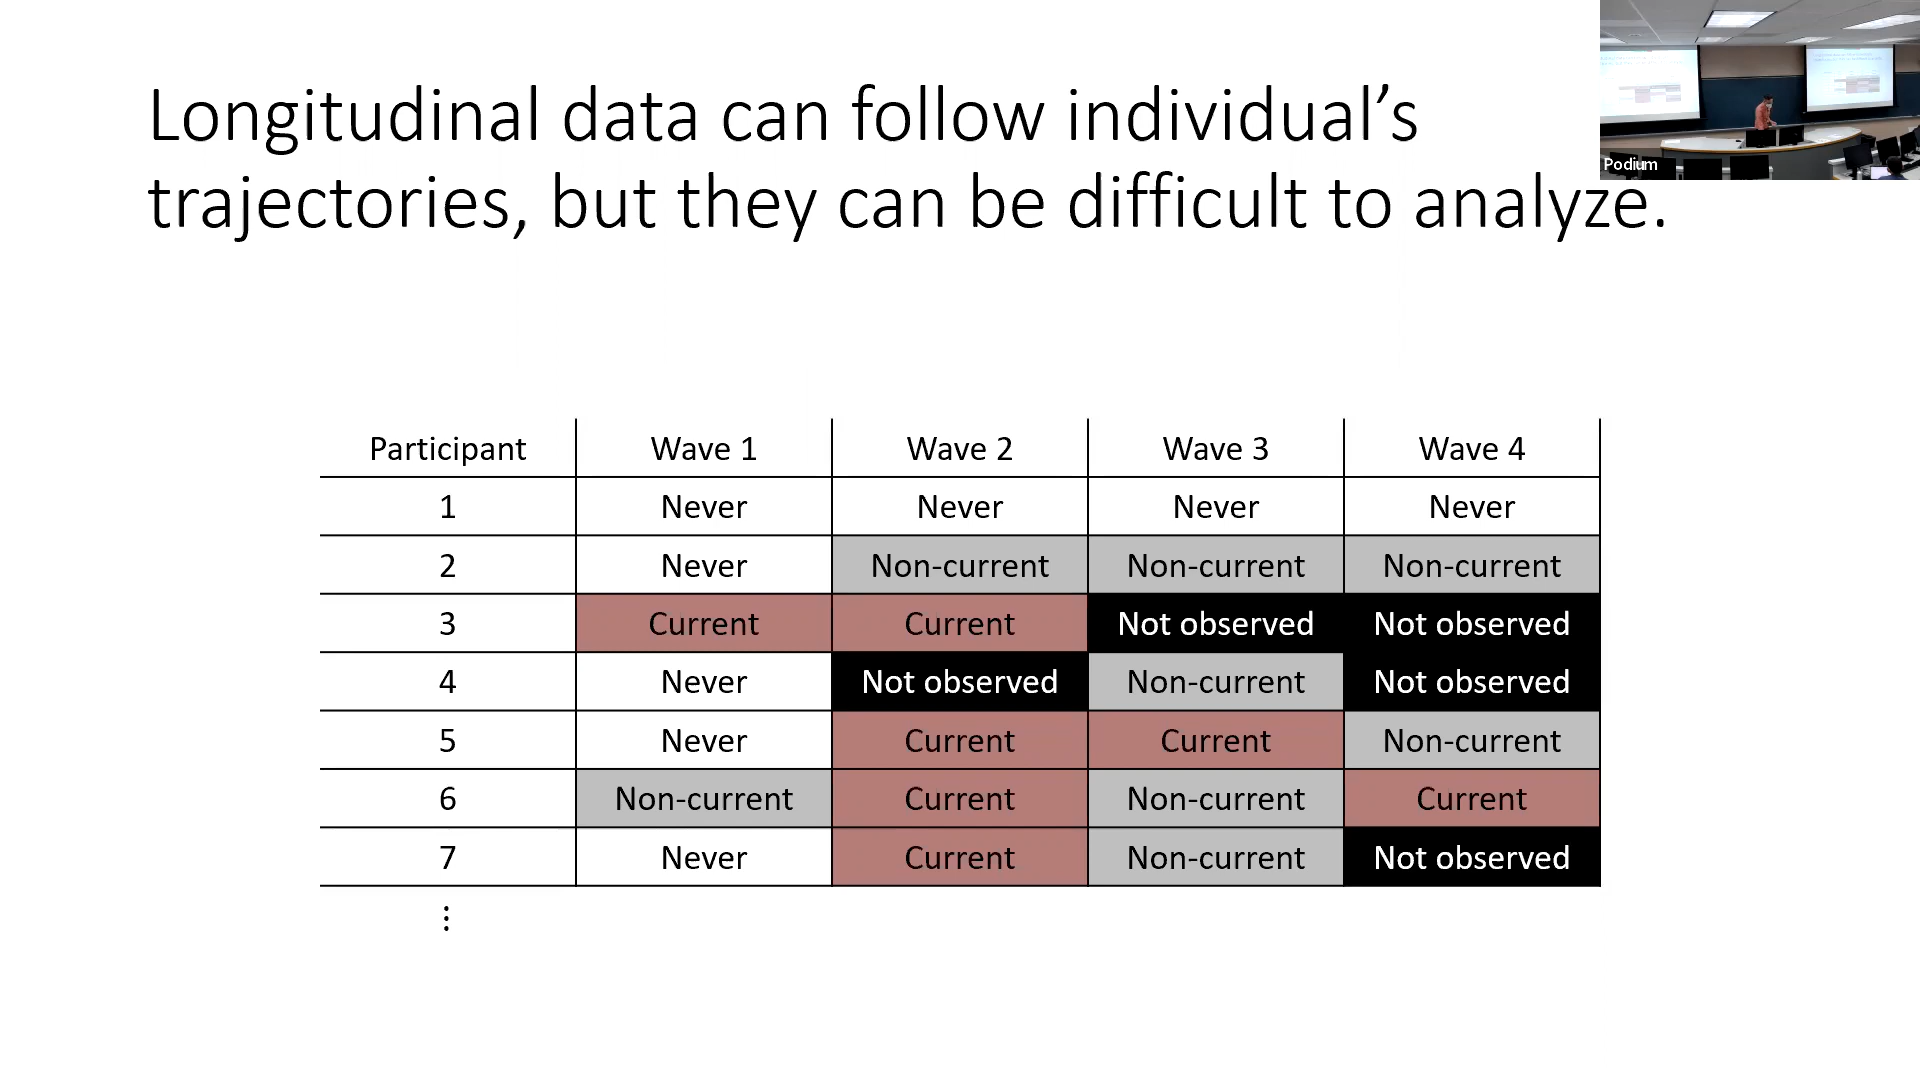 Longitudinal data can follow individual’s
trajectories, but they can be difficult to analyze.
Podium
Participant Wave 1 Wave 2 Wave 3 Wave 4
1 Never Never Never Never
2 Never Non-current Non-current Non-current
3 Current Current Not observed Not observed
4 Never Not observed Non-current Not observed
5 Never Current Current Non-current
6 Non-current Current Non-current Current
7 Never Current Non-current Not observed
⋮